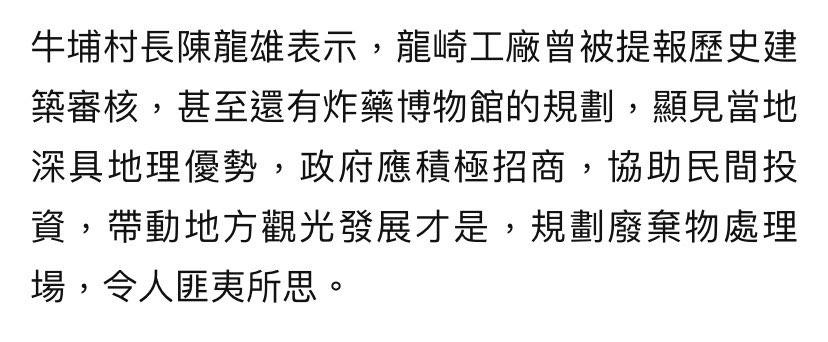 牛埔村長陳龍雄表示，龍崎工廠曾被提報歷史建
築審核，甚至還有炸藥博物館的規劃，顯見當地
深具地理優勢，政府應積極招商，協助民間投
資，帶動地方觀光發展才是，規劃廢棄物處理
場，令人匪夷所思。